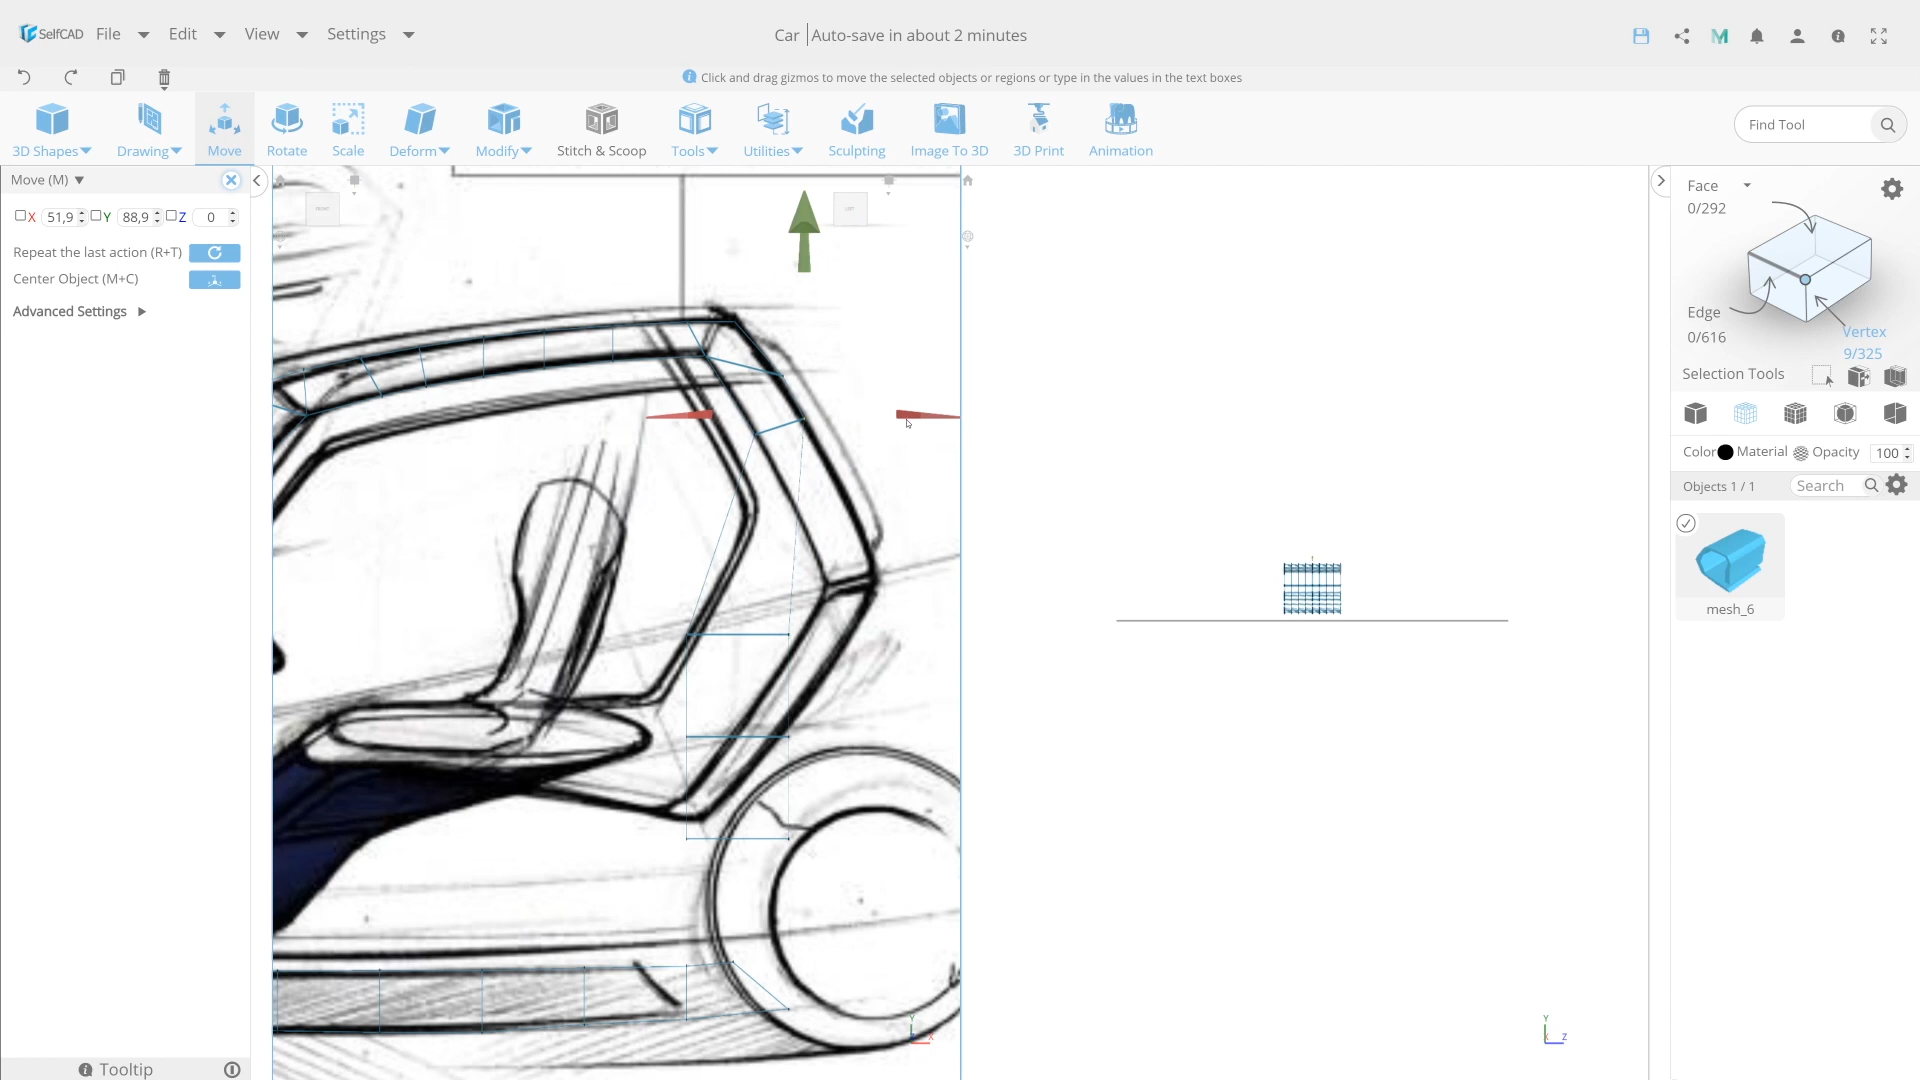 SelfCAD File Edit View Settings
Car Auto-save in about 2 minutes
Click and drag gizmos to move the selected objects or regions or type in the values in the text boxes
3D Shapes Drawing Move Rotate Scale Deform Modify Stitch & Scoop Tools Utilities Sculpting Image To 3D 3D Print Animation
Find Tool
Move (M)
X 51,9 Y 88,9 Z 0
Repeat the last action (R+T)
Center Object (M+C)
Advanced Settings
Tooltip
FRONT
LEFT
Y
X
Y
Z
Face
0/292
Edge
0/616
Vertex
9/325
Selection Tools
Color Material Opacity 100
Objects 1 / 1 Search
mesh_6